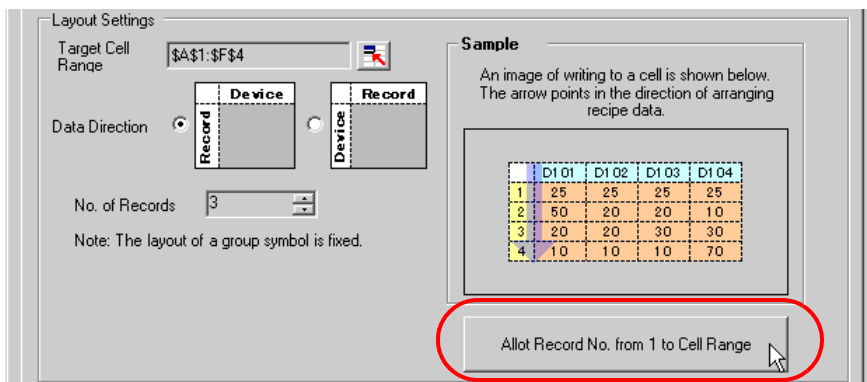 Layout Settings
Target Cell
Range
$A$1:$F$4
Data Direction
Device
Record
Record
Device
No. of Records
3
Note: The layout of a group symbol is fixed.
Sample
An image of writing to a cell is shown below.
The arrow points in the direction of arranging
recipe data.
D101 D102 D103 D104
1 25 25 25 25
2 50 20 20 10
3 20 20 30 30
4 10 10 10 70
Allot Record No. from 1 to Cell Range